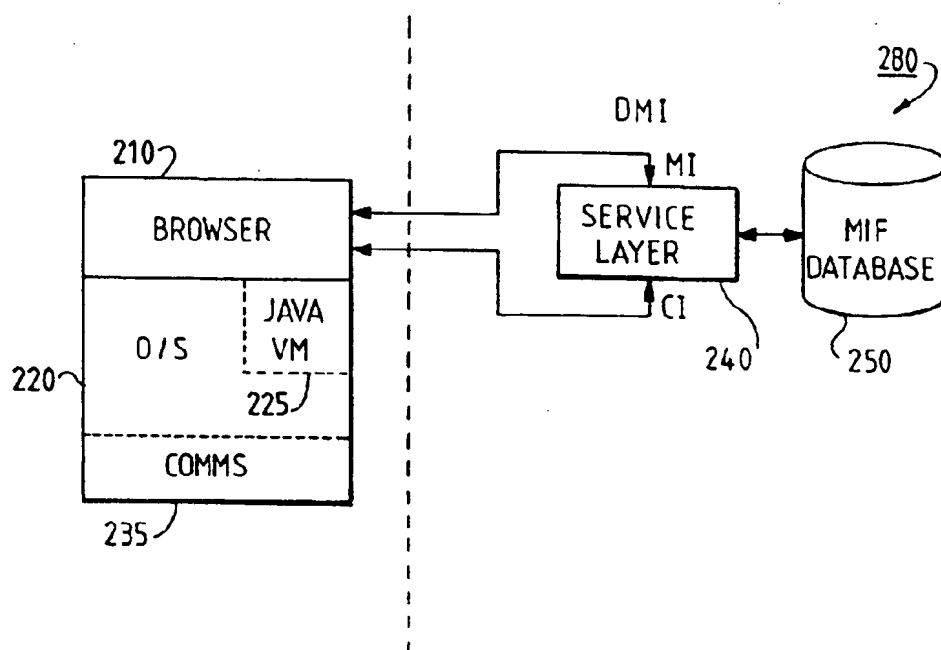 280
DMI
210
MI
BROWSER
SERVICE
LAYER
MIF
DATABASE
JAVA
VM
O/S
CI
220
225
240
250
COMMS
235